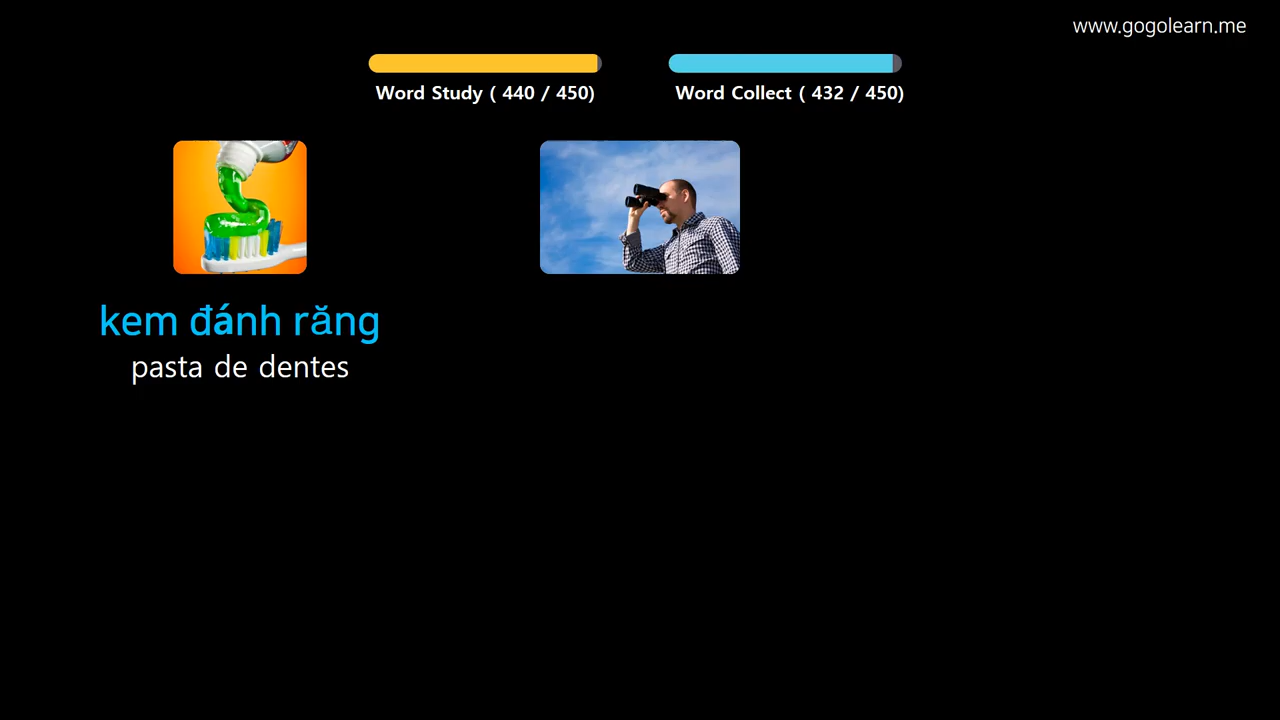 www.gogolearn.me
Word Study ( 440 / 450)
Word Collect ( 432 / 450)
kem đánh răng
pasta de dentes